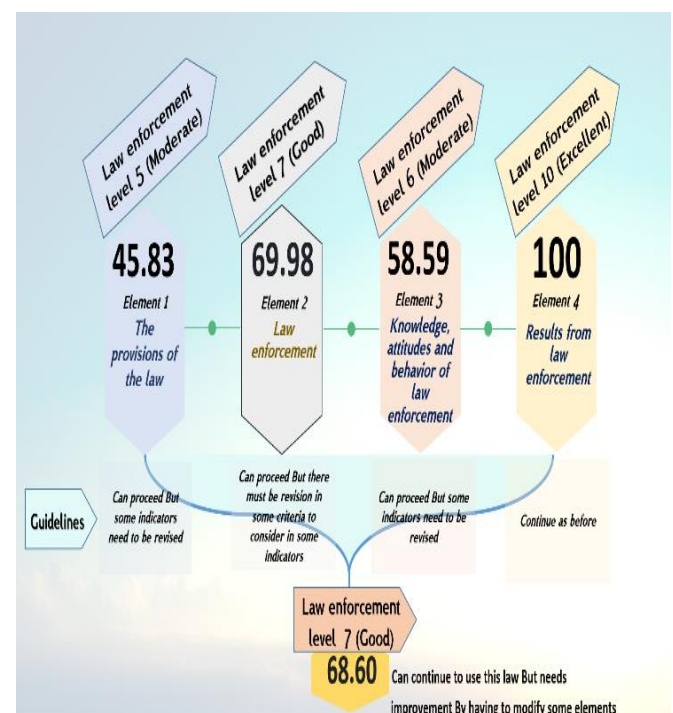 Law enforcement
level 5 (Moderate)
Law enforcement
level 7 (Good)
Law enforcement
level 6 (Moderate)
Law enforcement
level 10 (Excellent)
45.83
Element 1
The
provisions of
the law
69.98
Element 2
Law
enforcement
58.59
Element 3
Knowledge,
attitudes and
behavior of
law
enforcement
100
Element 4
Results from
law
enforcement
Guidelines
Can proceed But
some indicators
need to be revised
Can proceed But there
must be revision in
some criteria to
consider in some
indicators
Can proceed But some
indicators need to be
revised
Continue as before
Law enforcement
level 7 (Good)
68.60
Can continue to use this law But needs
improvement By having to modify some elements